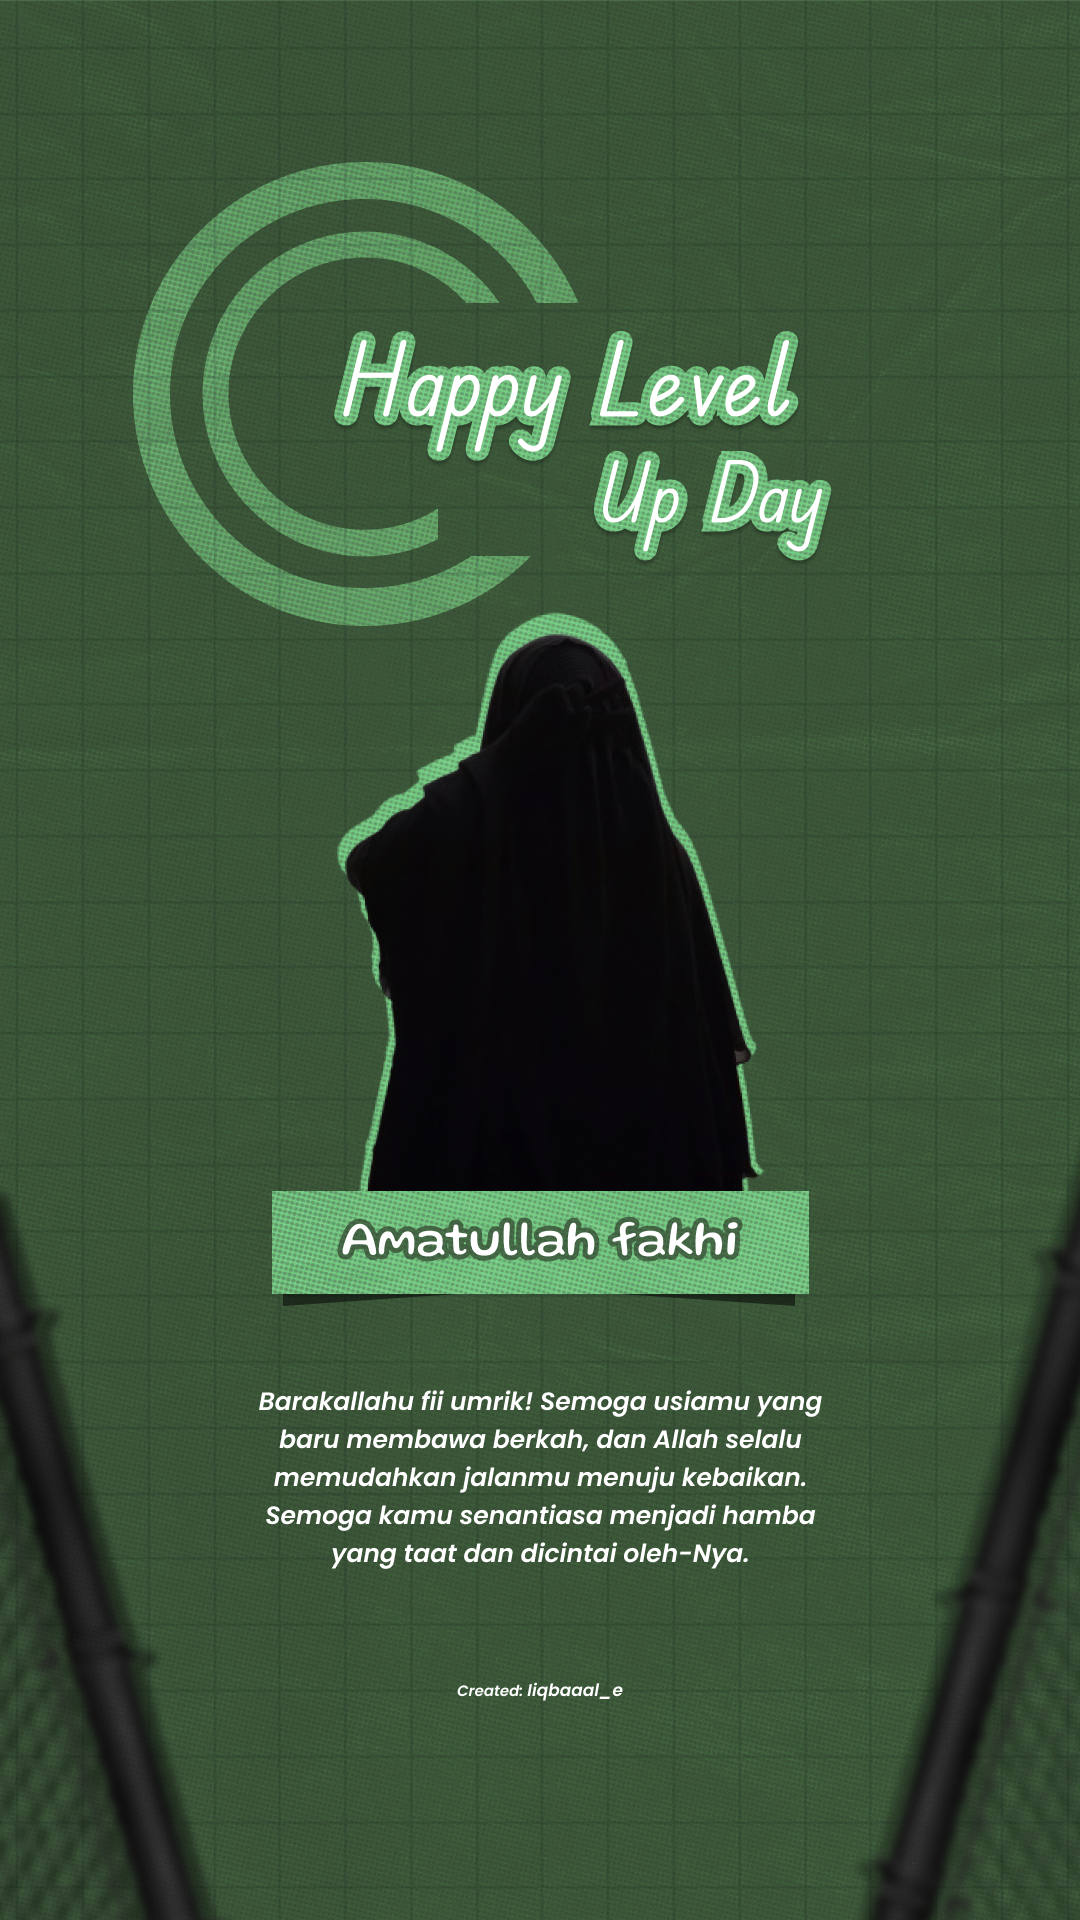 Happy Level
Up Day
Amatullah fakhi
Barakallahu fii umrik! Semoga usiamu yang
baru membawa berkah, dan Allah selalu
memudahkan jalanmu menuju kebaikan.
Semoga kamu senantiasa menjadi hamba
yang taat dan dicintai oleh-Nya.
Created: liqbaaal_e